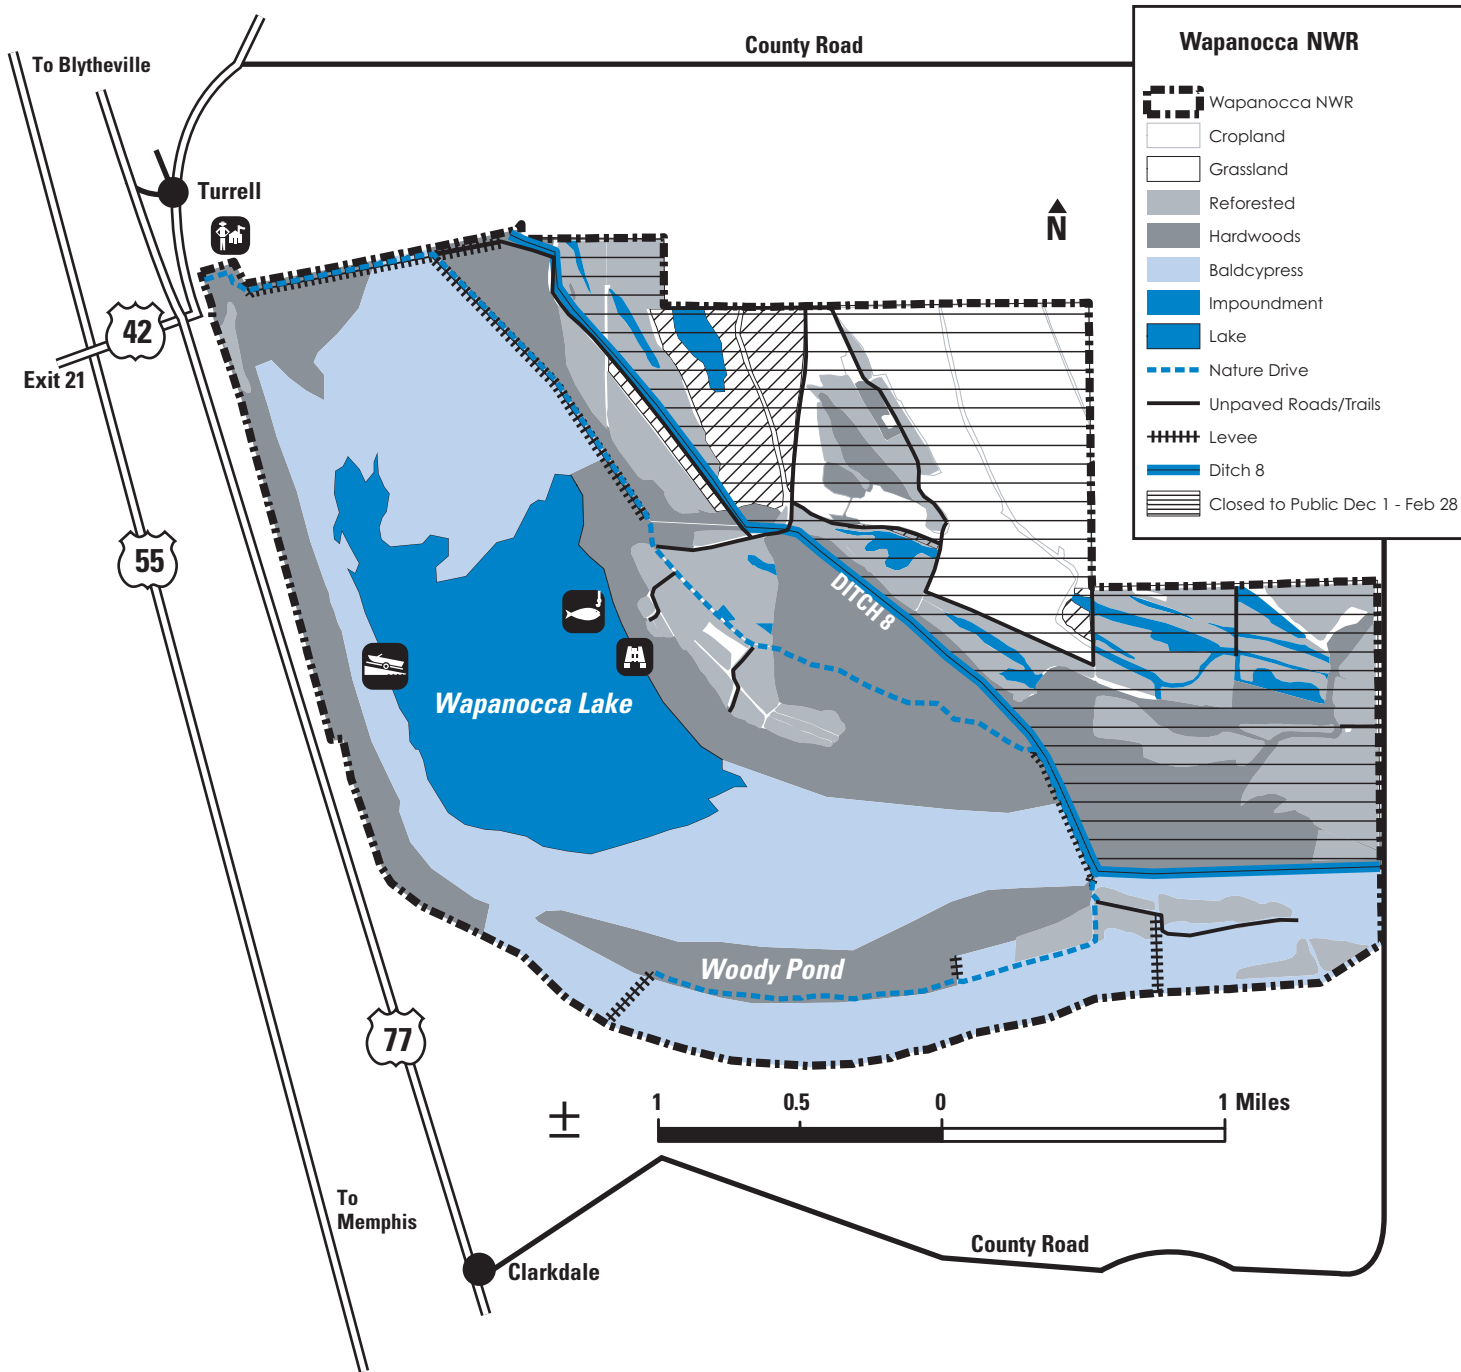 County Road
To Blytheville
Turrell
42
Exit 21
55
N
Wapanocca NWR
Wapanocca NWR
Cropland
Grassland
Reforested
Hardwoods
Baldcypress
Impoundment
Lake
Nature Drive
Unpaved Roads/Trails
Levee
Ditch 8
Closed to Public Dec 1 - Feb 28
DITCH 8
Wapanocca Lake
Woody Pond
77
1 0.5 0 1 Miles
To
Memphis
Clarkdale
County Road